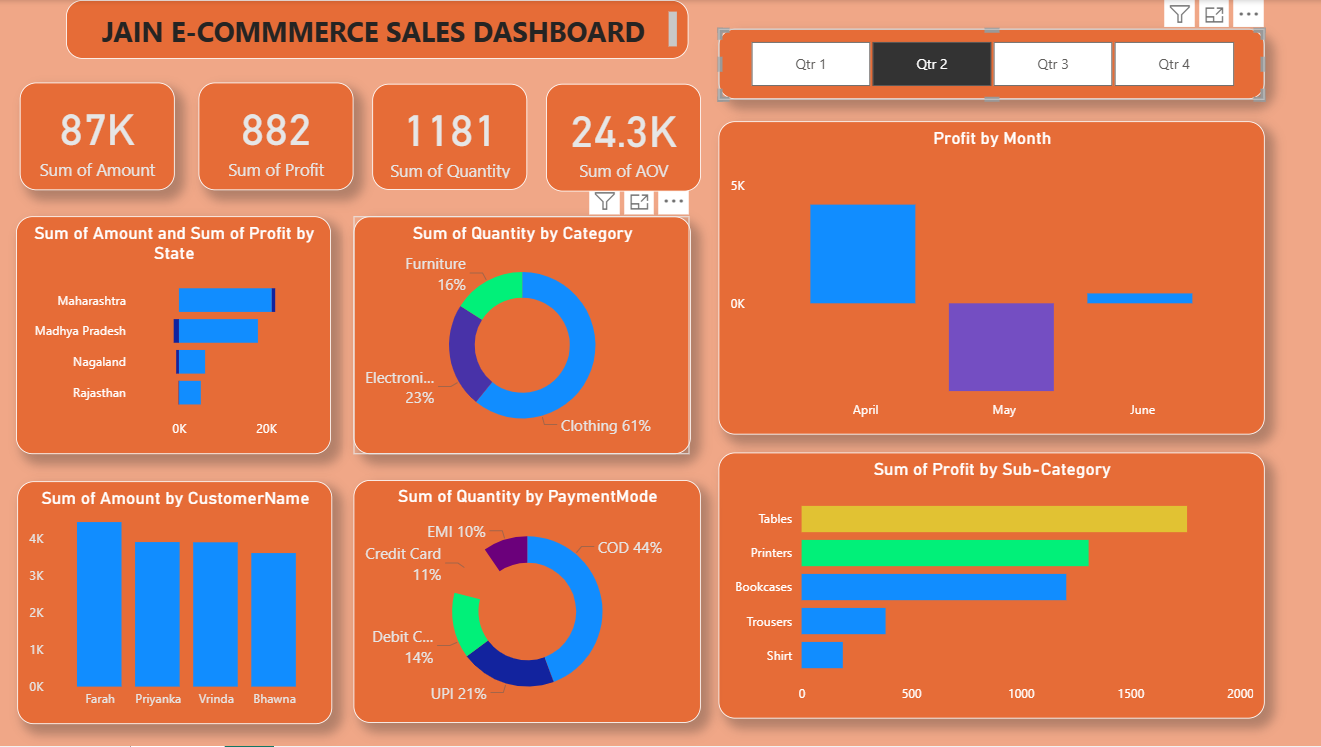 JAIN E-COMMMERCE SALES DASHBOARD
Qtr 1
Qtr 2
Qtr 3
Qtr 4
87K
Sum of Amount
882
Sum of Profit
1181
Sum of Quantity
24.3K
Sum of AOV
Sum of Amount and Sum of Profit by
State
Maharashtra
Madhya Pradesh
Nagaland
Rajasthan
0K
20K
Sum of Quantity by Category
Furniture
16%
Electroni...
23%
Clothing 61%
Profit by Month
5K
0K
April
May
June
Sum of Amount by CustomerName
4K
3K
2K
1K
0K
Farah
Priyanka
Vrinda
Bhawna
Sum of Quantity by PaymentMode
EMI 10%
COD 44%
Credit Card
11%
Debit C...
14%
UPI 21%
Sum of Profit by Sub-Category
Tables
Printers
Bookcases
Trousers
Shirt
0
500
1000
1500
2000